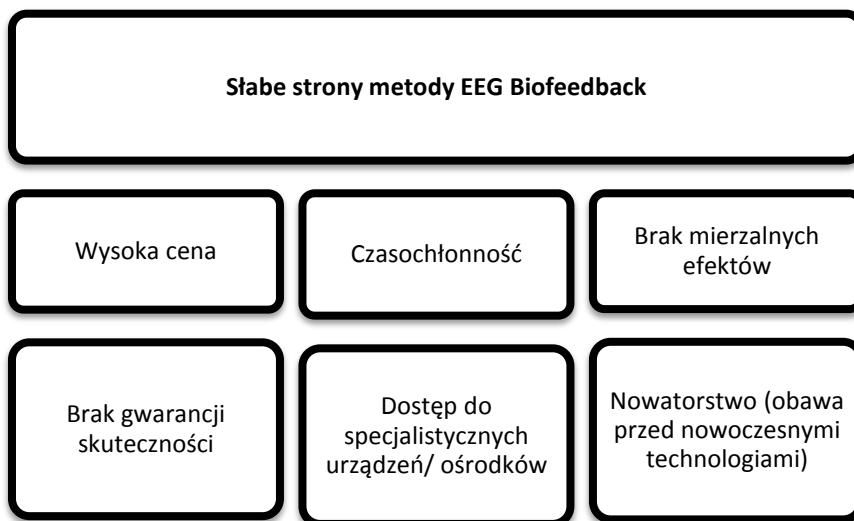 Słabe strony metody EEG Biofeedback
Wysoka cena
Czasochłonność
Brak mierzalnych
efektów
Brak gwarancji
skuteczności
Dostęp do
specjalistycznych
urządzeń/ ośrodków
Nowatorstwo (obawa
przed nowoczesnymi
technologiami)